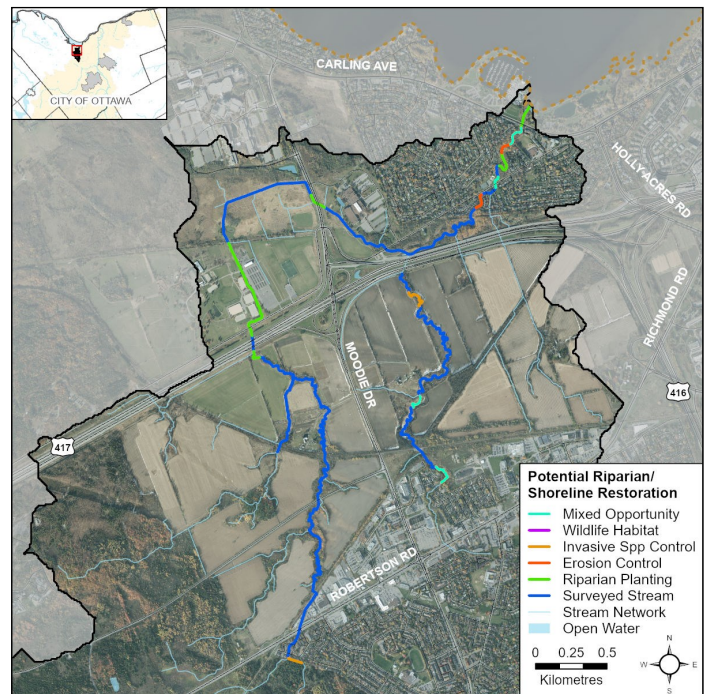 CITY OF OTTAWA
CARLING AVE
HOLLY ACRES RD
RICHMOND RD
416
MOODIE DR
417
ROBERTSON RD
Potential Riparian/
Shoreline Restoration
Mixed Opportunity
Wildlife Habitat
Invasive Spp Control
Erosion Control
Riparian Planting
Surveyed Stream
Stream Network
Open Water
0 0.25 0.5
Kilometres
N
W E
S